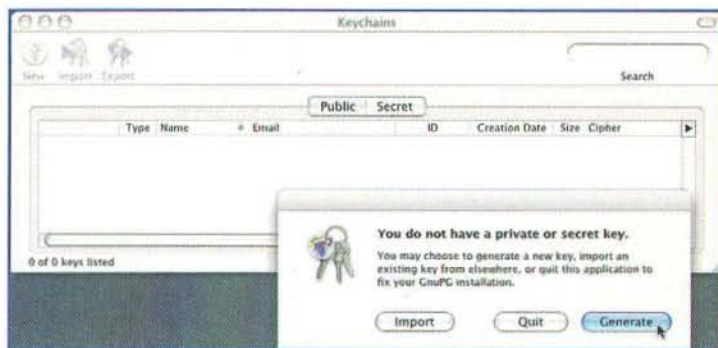 Keychains
New Import Export
Search
Public Secret
Type Name Email ID Creation Date Size Cipher
You do not have a private or secret key.
You may choose to generate a new key, import an
existing key from elsewhere, or quit this application to
fix your GnuPG installation.
0 of 0 keys listed
Import Quit Generate